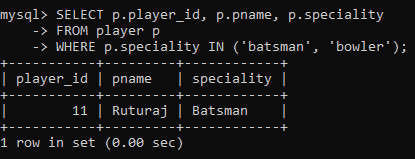 mysql> SELECT p.player_id, p.pname, p.speciality
    -> FROM player p
    -> WHERE p.speciality IN ('batsman', 'bowler');
+-----------+---------+------------+
| player_id | pname   | speciality |
+-----------+---------+------------+
|        11 | Ruturaj | Batsman    |
+-----------+---------+------------+
1 row in set (0.00 sec)